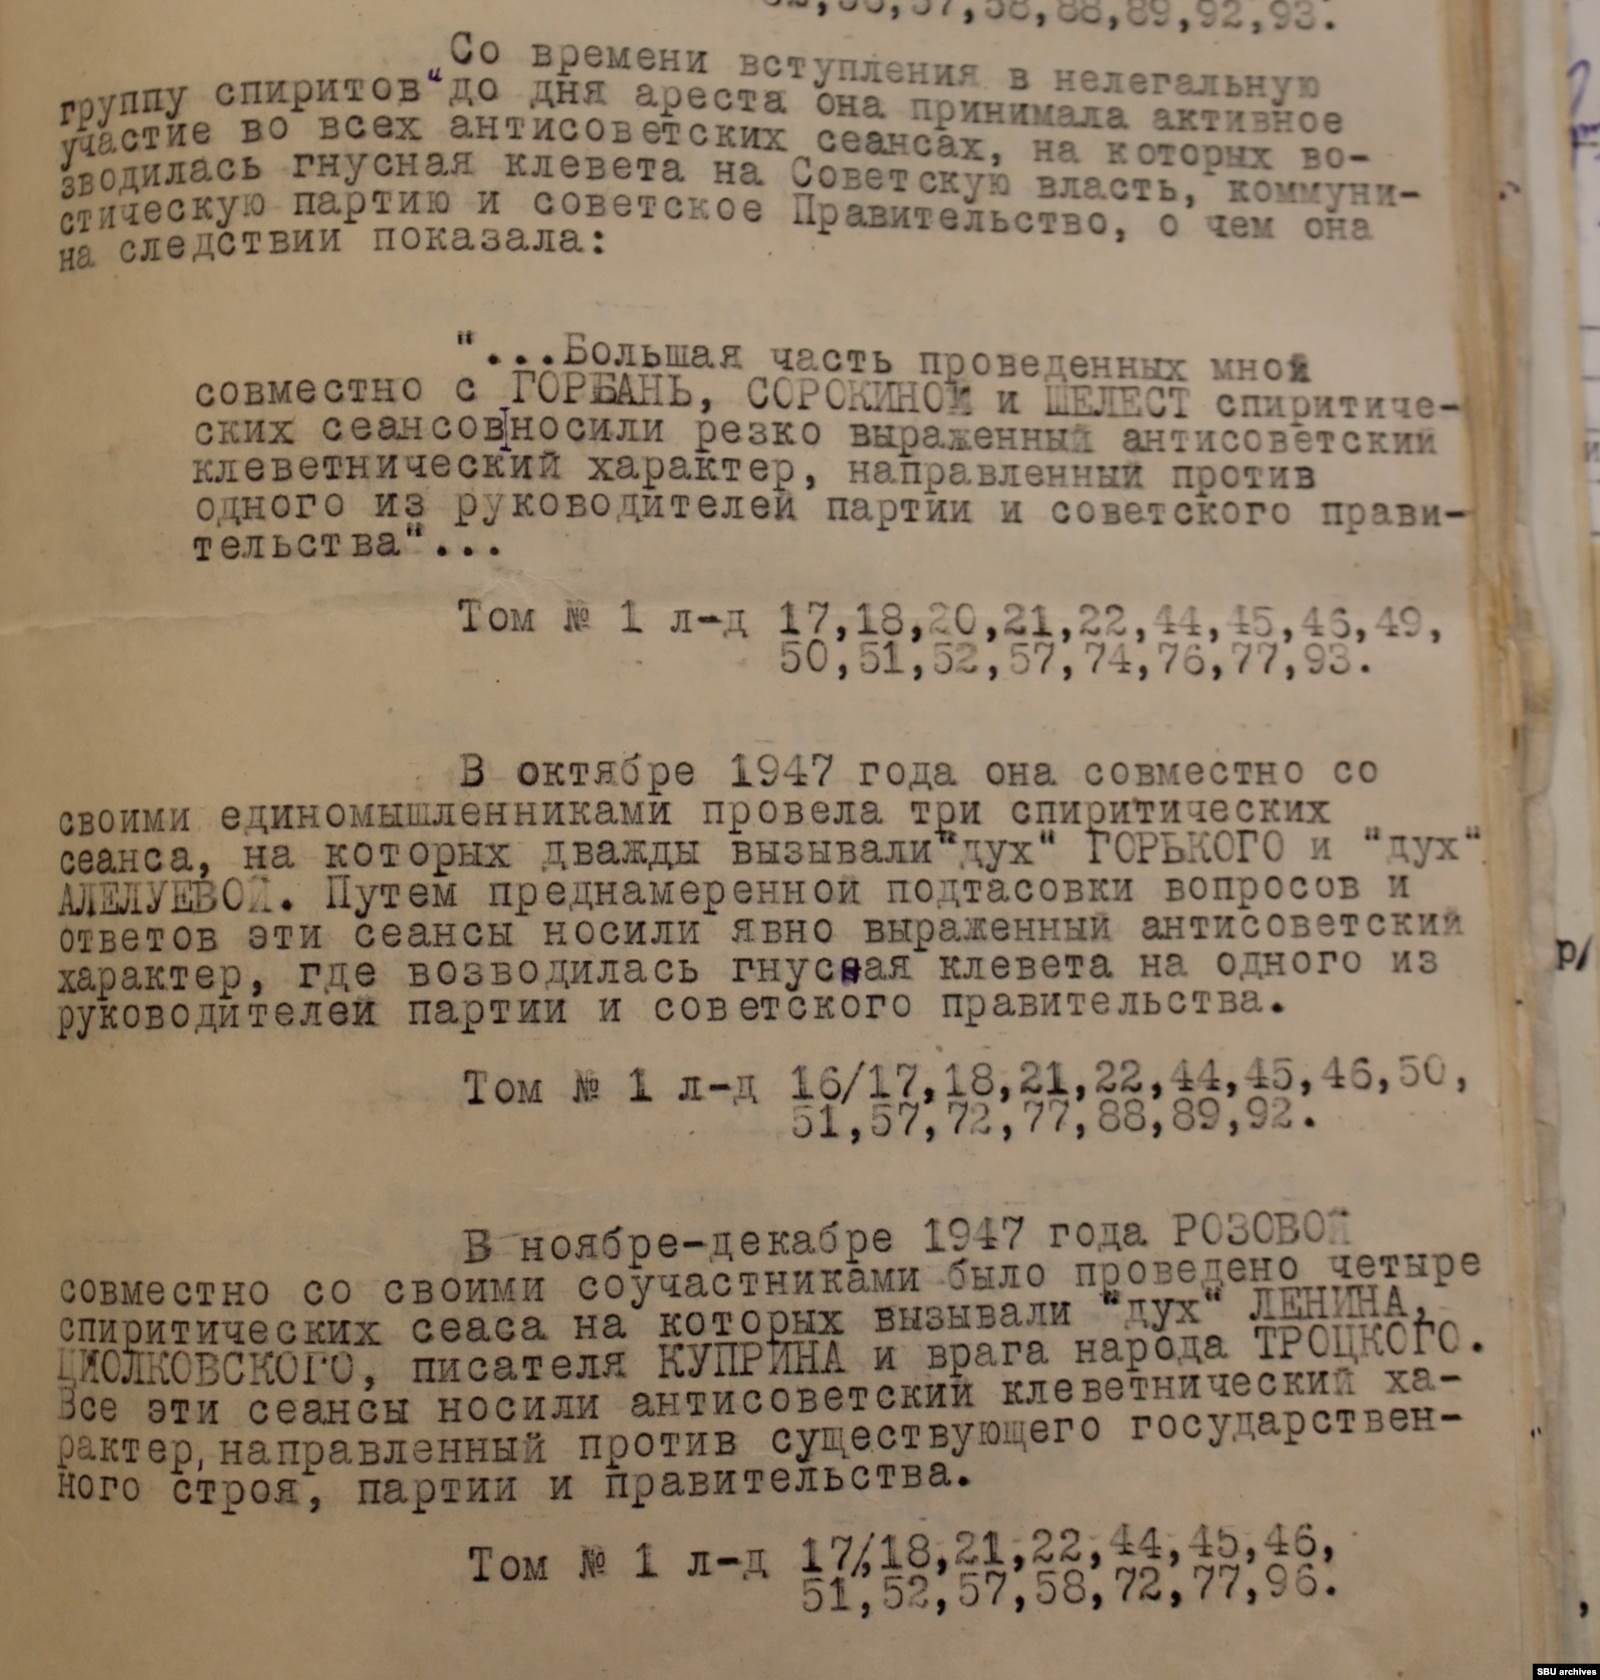 57,58,88,89,92,93.
Со времени вступления в нелегальную
группу спиритов" до дня ареста она принимала активное
участие во всех антисоветских сеансах, на которых во-
зводилась гнусная клевета на Советскую власть, коммуни-
стическую партию и советское Правительство, о чем она
на следствии показала:
"...Большая часть проведенных мной
совместно с ГОРБАНЬ, СОРОКИНОЙ и ШЕЛЕСТ спиритиче-
ских сеансов носили резко выраженный антисоветский
клеветнический характер, направленный против
одного из руководителей партии и советского прави-
тельства"...
Том № 1 л-д 17,18,20,21,22,44,45,46,49,
50,51,52,57,74,76,77,93.
В октябре 1947 года она совместно со
своими единомышленниками провела три спиритических
сеанса, на которых дважды вызывали "дух" ГОРЬКОГО и "дух"
АЛЕЛУЕВОЙ. Путем преднамеренной подтасовки вопросов и
ответов эти сеансы носили явно выраженный антисоветский
характер, где возводилась гнусная клевета на одного из
руководителей партии и советского правительства.
Том № 1 л-д 16/17,18,21,22,44,45,46,50,
51,57,72,77,88,89,92.
В ноябре-декабре 1947 года РОЗОВОЙ
совместно со своими соучастниками было проведено четыре
спиритических сеаса на которых вызывали "дух" ЛЕНИНА,
ЦИОЛКОВСКОГО, писателя КУПРИНА и врага народа ТРОЦКОГО.
Все эти сеансы носили антисоветский клеветнический ха-
рактер, направленный против существующего государствен-
ного строя, партии и правительства.
Том № 1 л-д 17/,18,21,22,44,45,46,
51,52,57,58,72,77,96.
р/
SBU archives